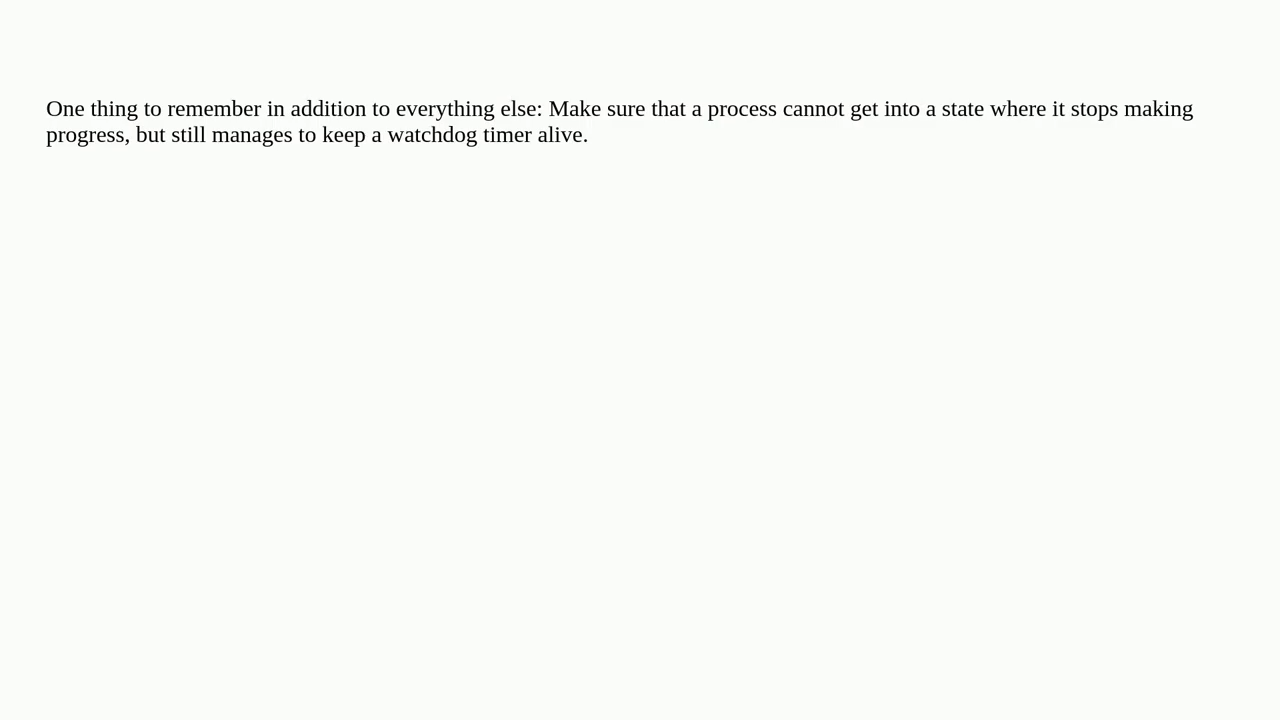 One thing to remember in addition to everything else: Make sure that a process cannot get into a state where it stops making
progress, but still manages to keep a watchdog timer alive.